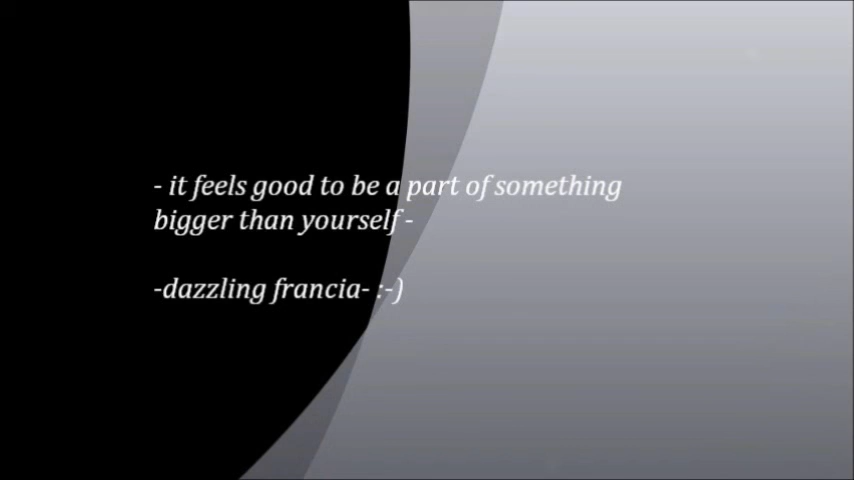 - it feels good to be a part of something
bigger than yourself -
-dazzling francia- :-)